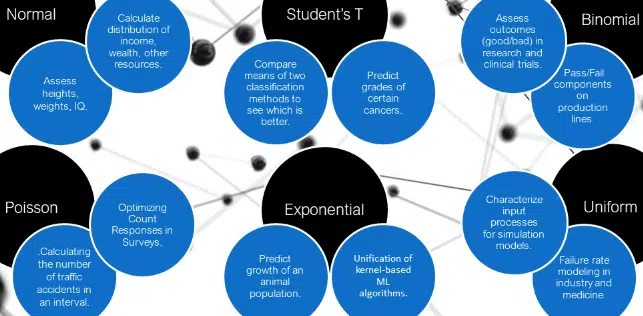 Normal
Calculate
distribution of
income,
wealth, other
resources.
Assess
heights,
weights, IQ.
Student's T
Compare
means of two
classification
methods to
see which is
better.
Predict
grades of
certain
cancers.
Binomial
Assess
outcomes
(good/bad) in
research and
clinical trials.
Pass/Fail
components
on
production
lines.
Poisson
Optimizing
Count
Responses in
Surveys.
.Calculating
the number
of traffic
accidents in
an interval.
Exponential
Predict
growth of an
animal
population.
Unification of
kernel-based
ML
algorithms.
Uniform
Characterize
input
processes
for simulation
models.
Failure rate
modeling in
industry and
medicine.